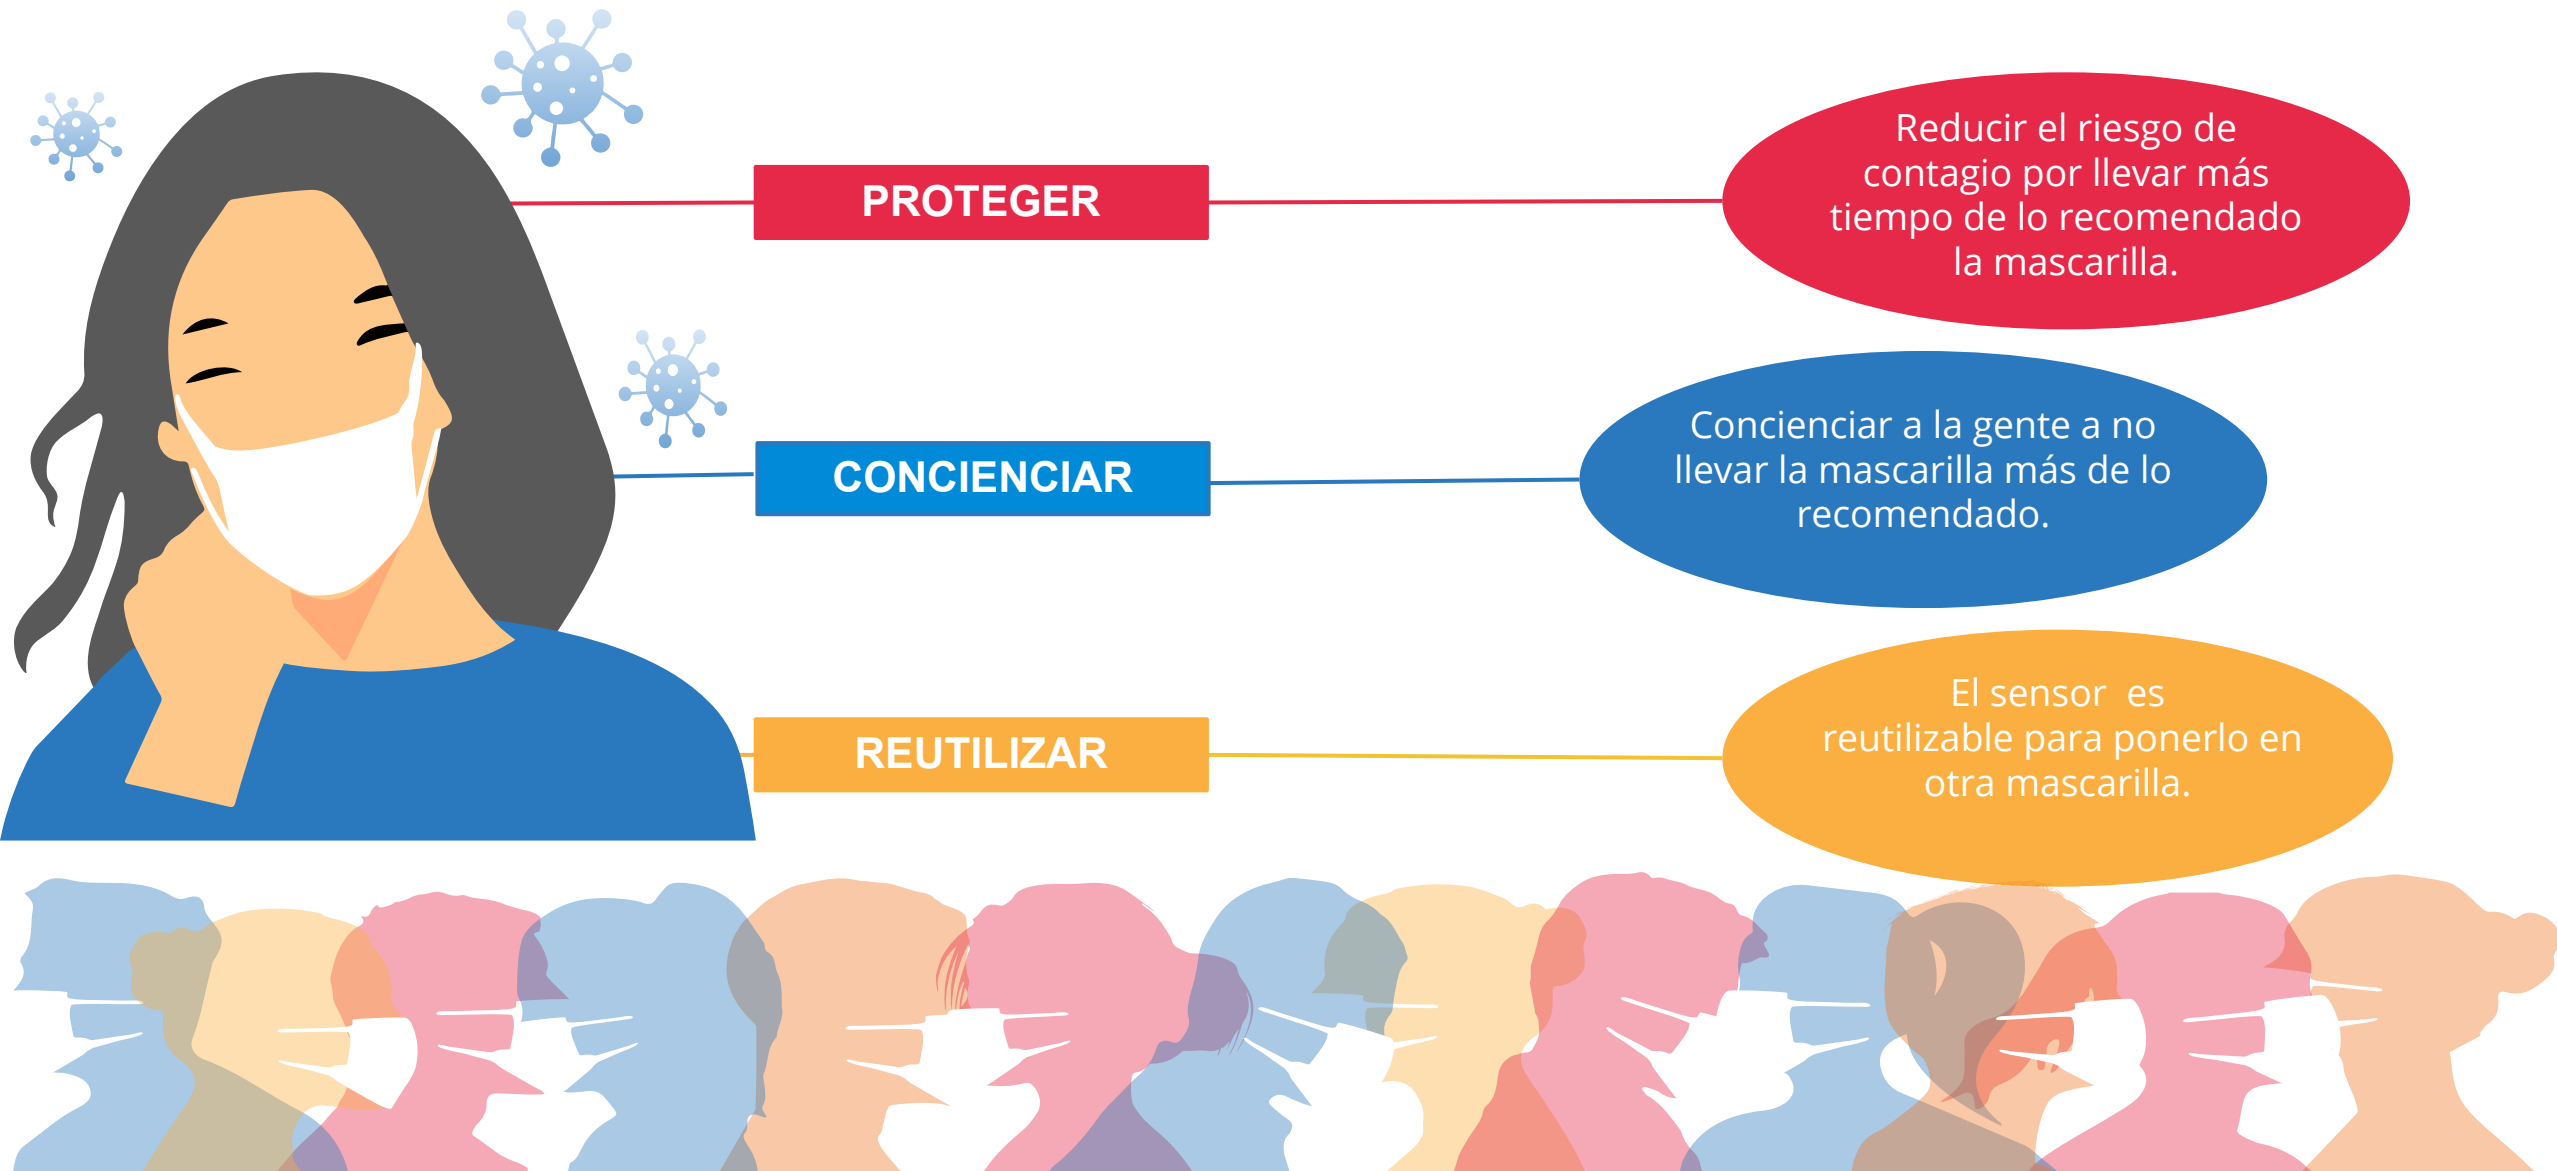 PROTEGER
Reducir el riesgo de
contagio por llevar más
tiempo de lo recomendado
la mascarilla.
CONCIENCIAR
Concienciar a la gente a no
llevar la mascarilla más de lo
recomendado.
REUTILIZAR
El sensor  es
reutilizable para ponerlo en
otra mascarilla.